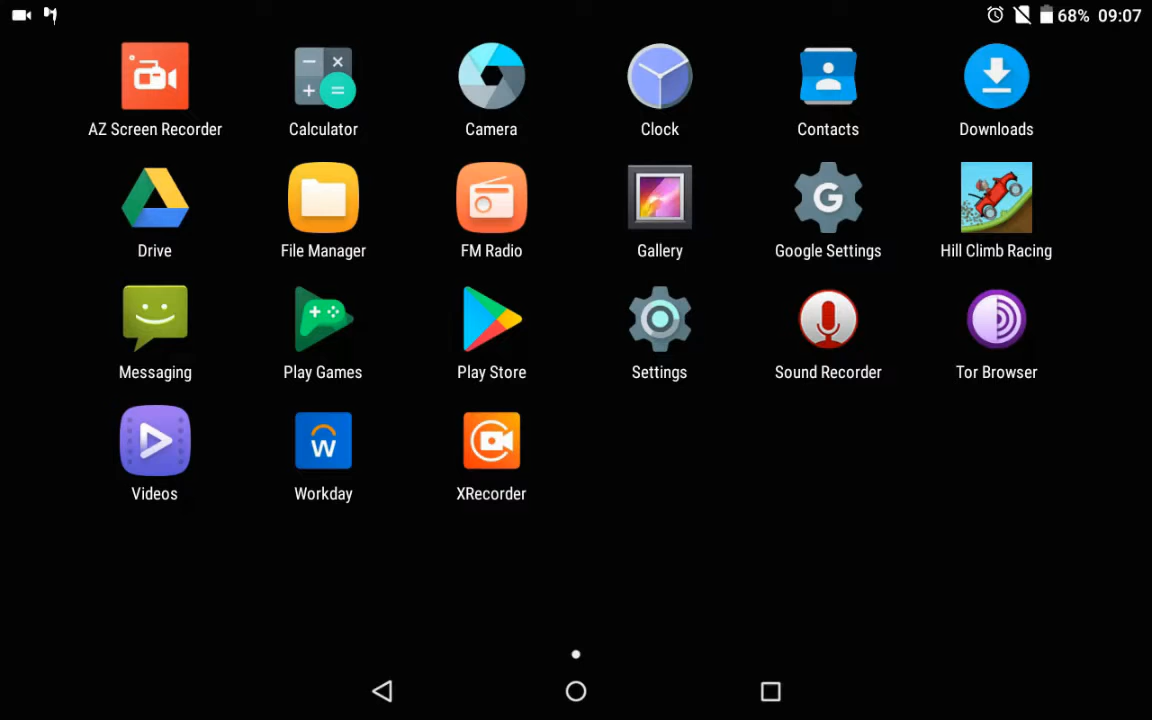 68% 09:07
AZ Screen Recorder Calculator Camera Clock Contacts Downloads
Drive File Manager FM Radio Gallery Google Settings Hill Climb Racing
Messaging Play Games Play Store Settings Sound Recorder Tor Browser
Videos Workday XRecorder